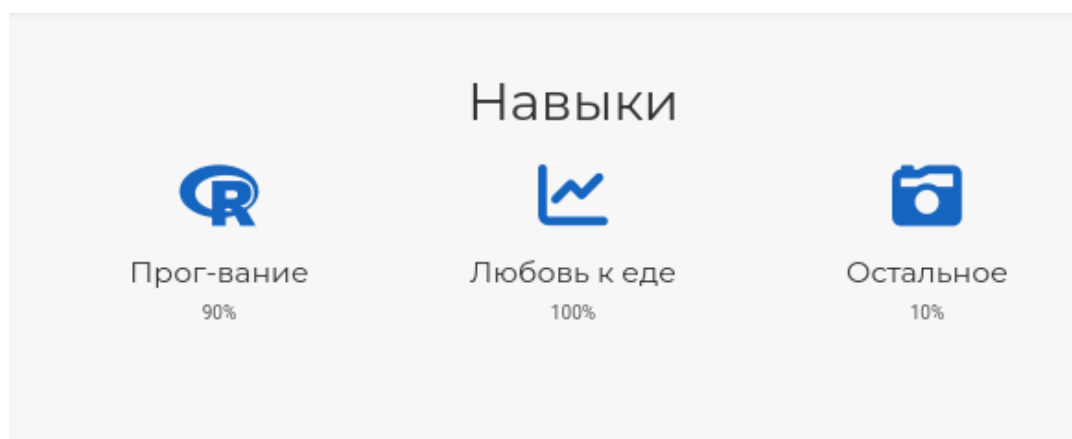 Навыки
Прог-вание
Любовь к еде
Остальное
90%
100%
10%